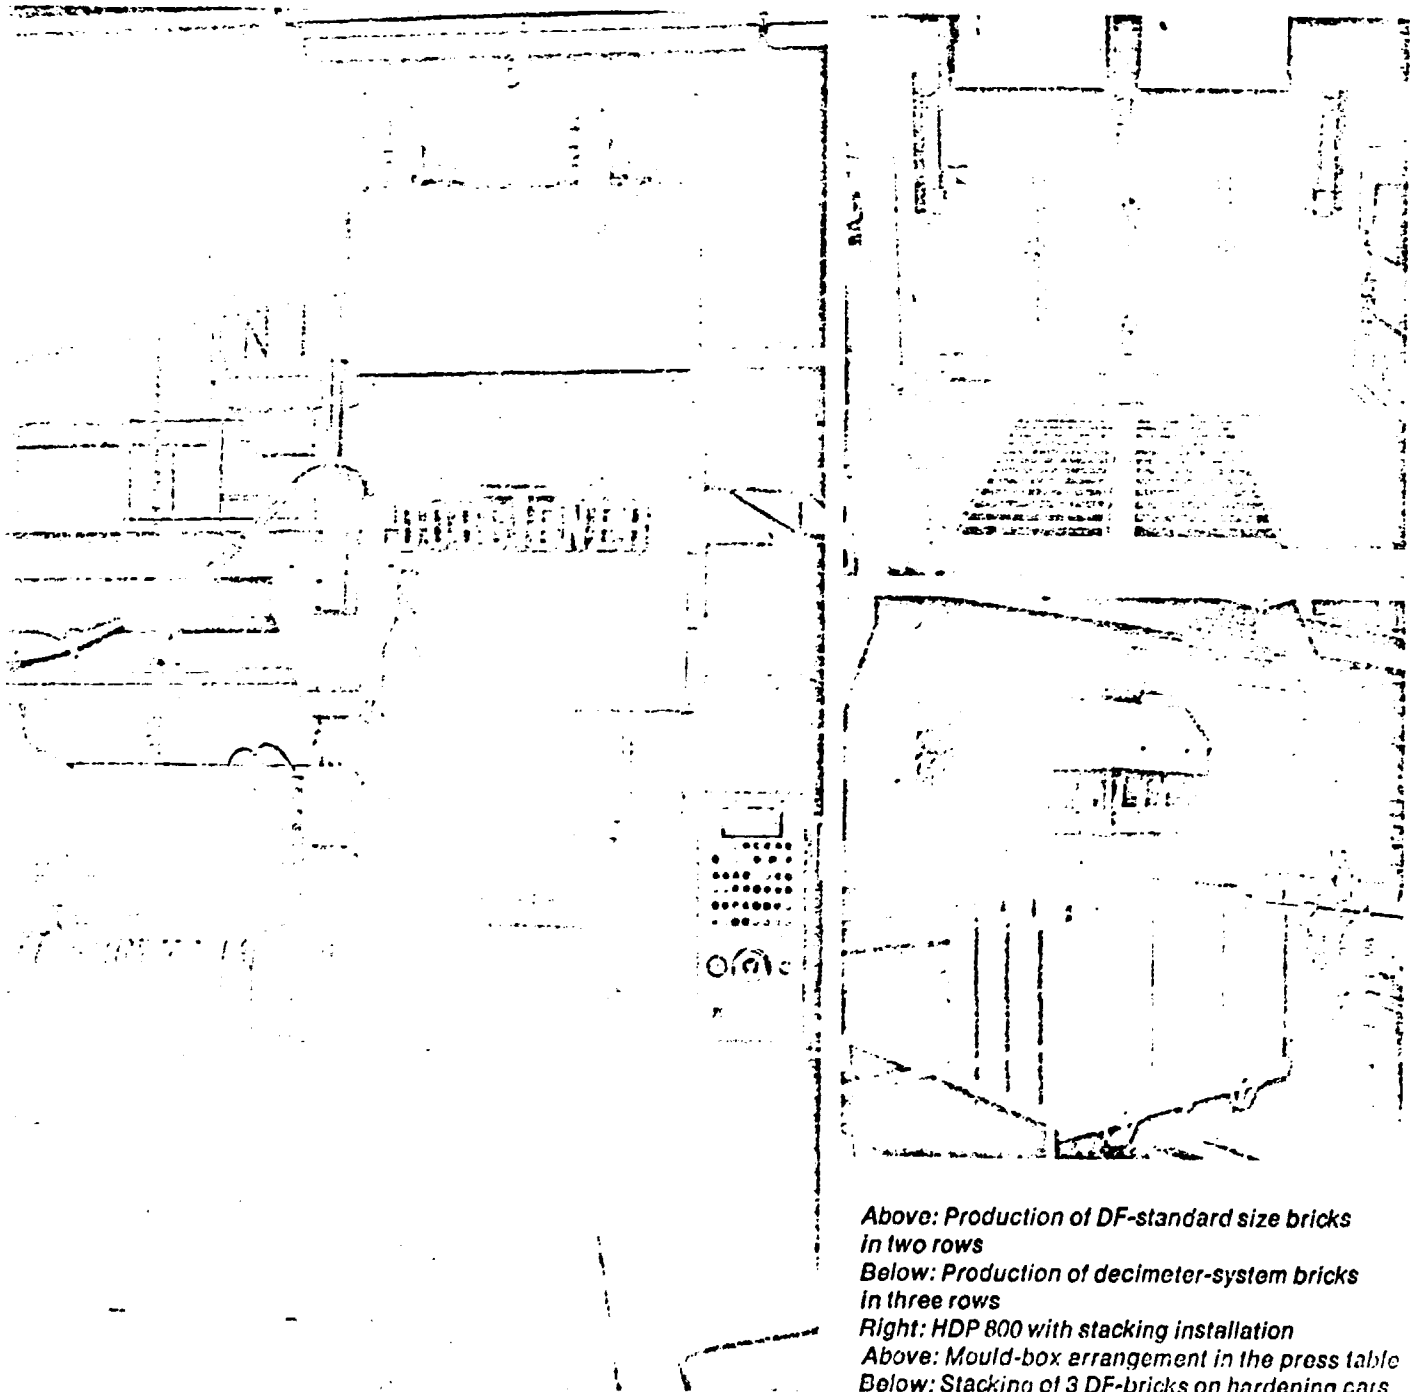 Above: Production of DF-standard size bricks
in two rows
Below: Production of decimeter-system bricks
in three rows
Right: HDP 800 with stacking installation
Above: Mould-box arrangement in the press table
Below: Stacking of 3 DF-bricks on hardening cars